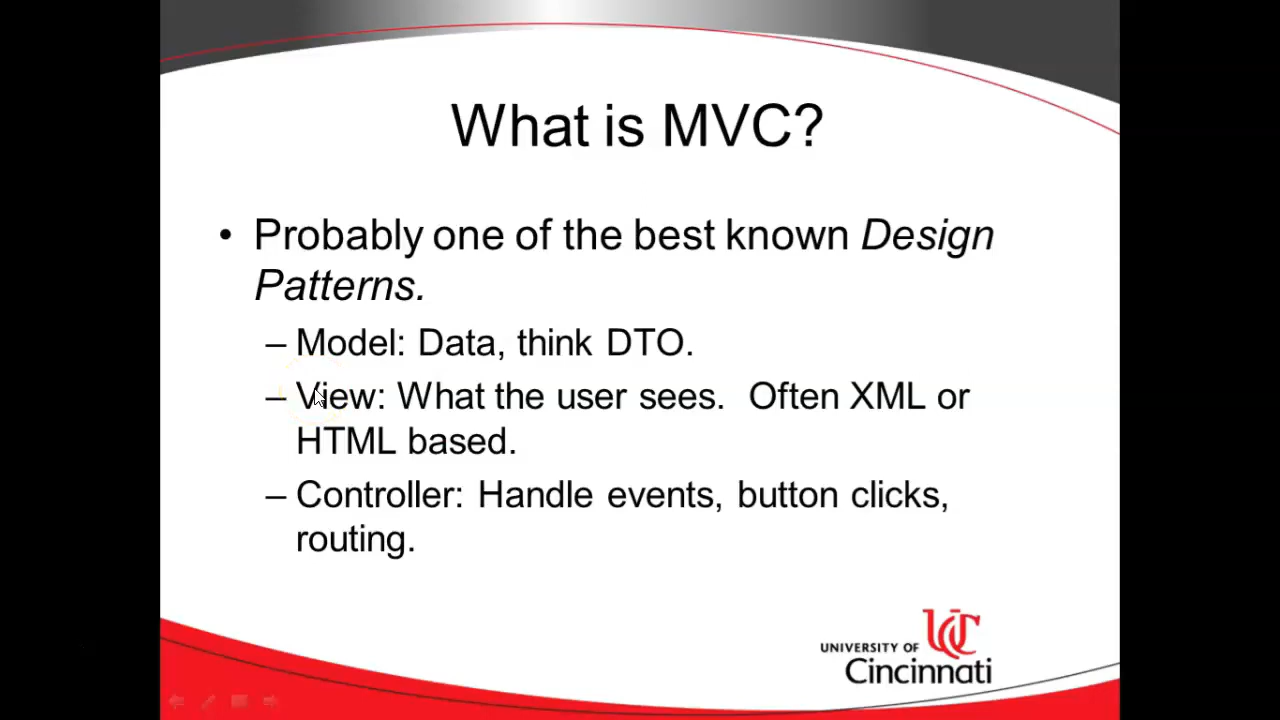 What is MVC?
• Probably one of the best known Design
Patterns.
– Model: Data, think DTO.
– View: What the user sees.  Often XML or
HTML based.
– Controller: Handle events, button clicks,
routing.
UC
UNIVERSITY OF
Cincinnati